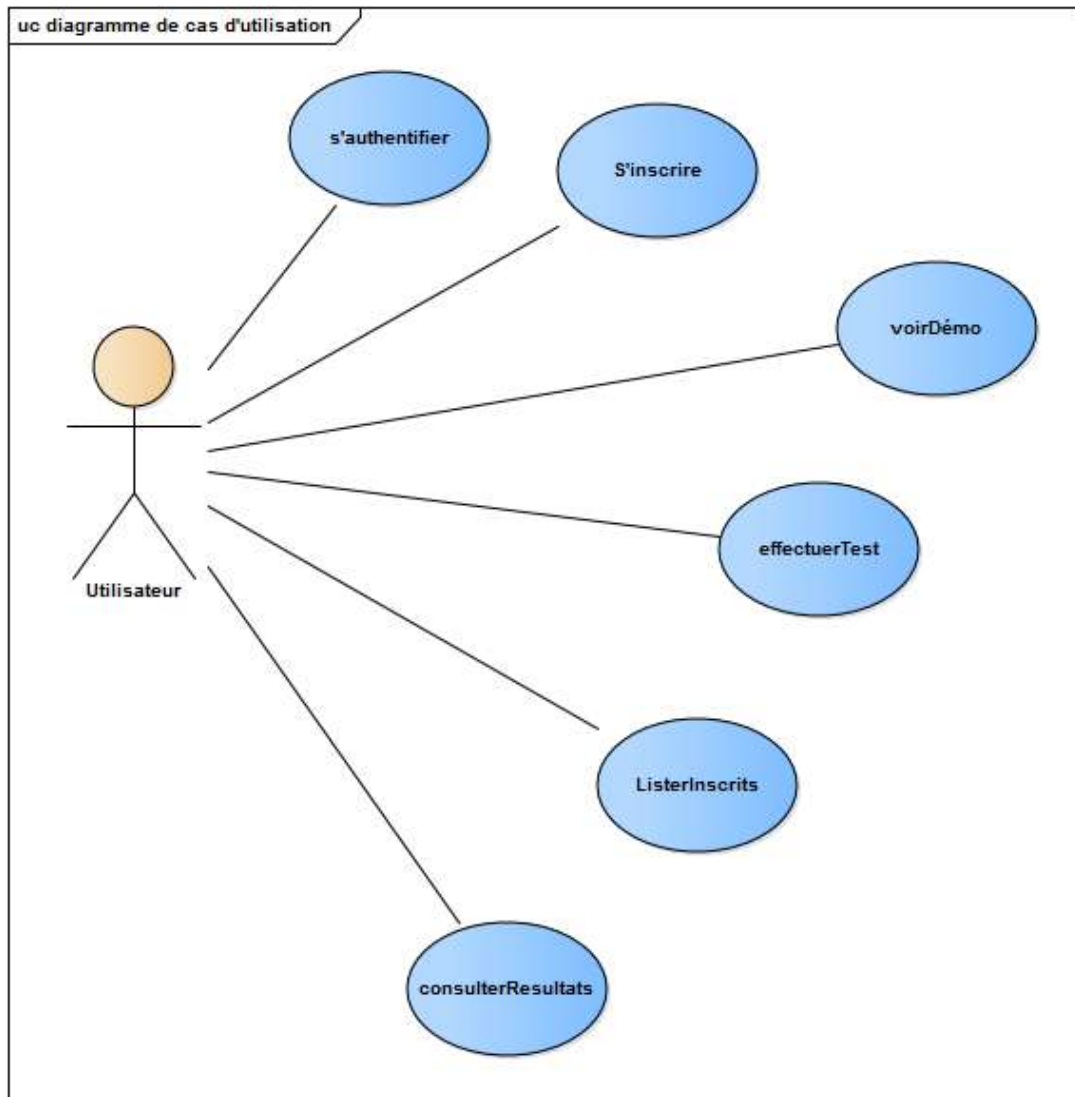 uc diagramme de cas d'utilisation
s'authentifier
S'inscrire
voirDémo
effectuerTest
Utilisateur
ListerInscrits
consulterResultats